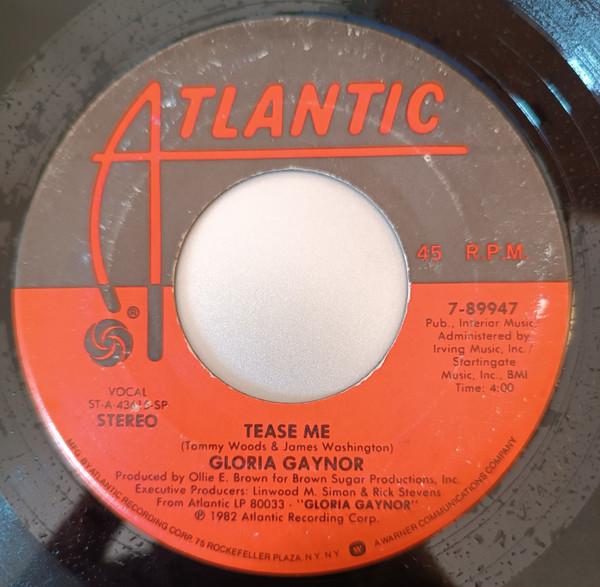 ATLANTIC
45 R.P.M.
®
7-89947
Pub., Interior Music
Administered by
Irving Music, Inc./
Startingate
Music, Inc., BMI
Time: 4:00
VOCAL
ST-A-43615-SP
STEREO
TEASE ME
(Tommy Woods & James Washington)
GLORIA GAYNOR
Produced by Ollie E. Brown for Brown Sugar Productions, Inc.
Executive Producers: Linwood M. Simon & Rick Stevens
From Atlantic LP 80033 - "GLORIA GAYNOR"
℗ 1982 Atlantic Recording Corp.
MFG. BY ATLANTIC RECORDING CORP. 75 ROCKEFELLER PLAZA, N.Y. N.Y. W A WARNER COMMUNICATIONS COMPANY